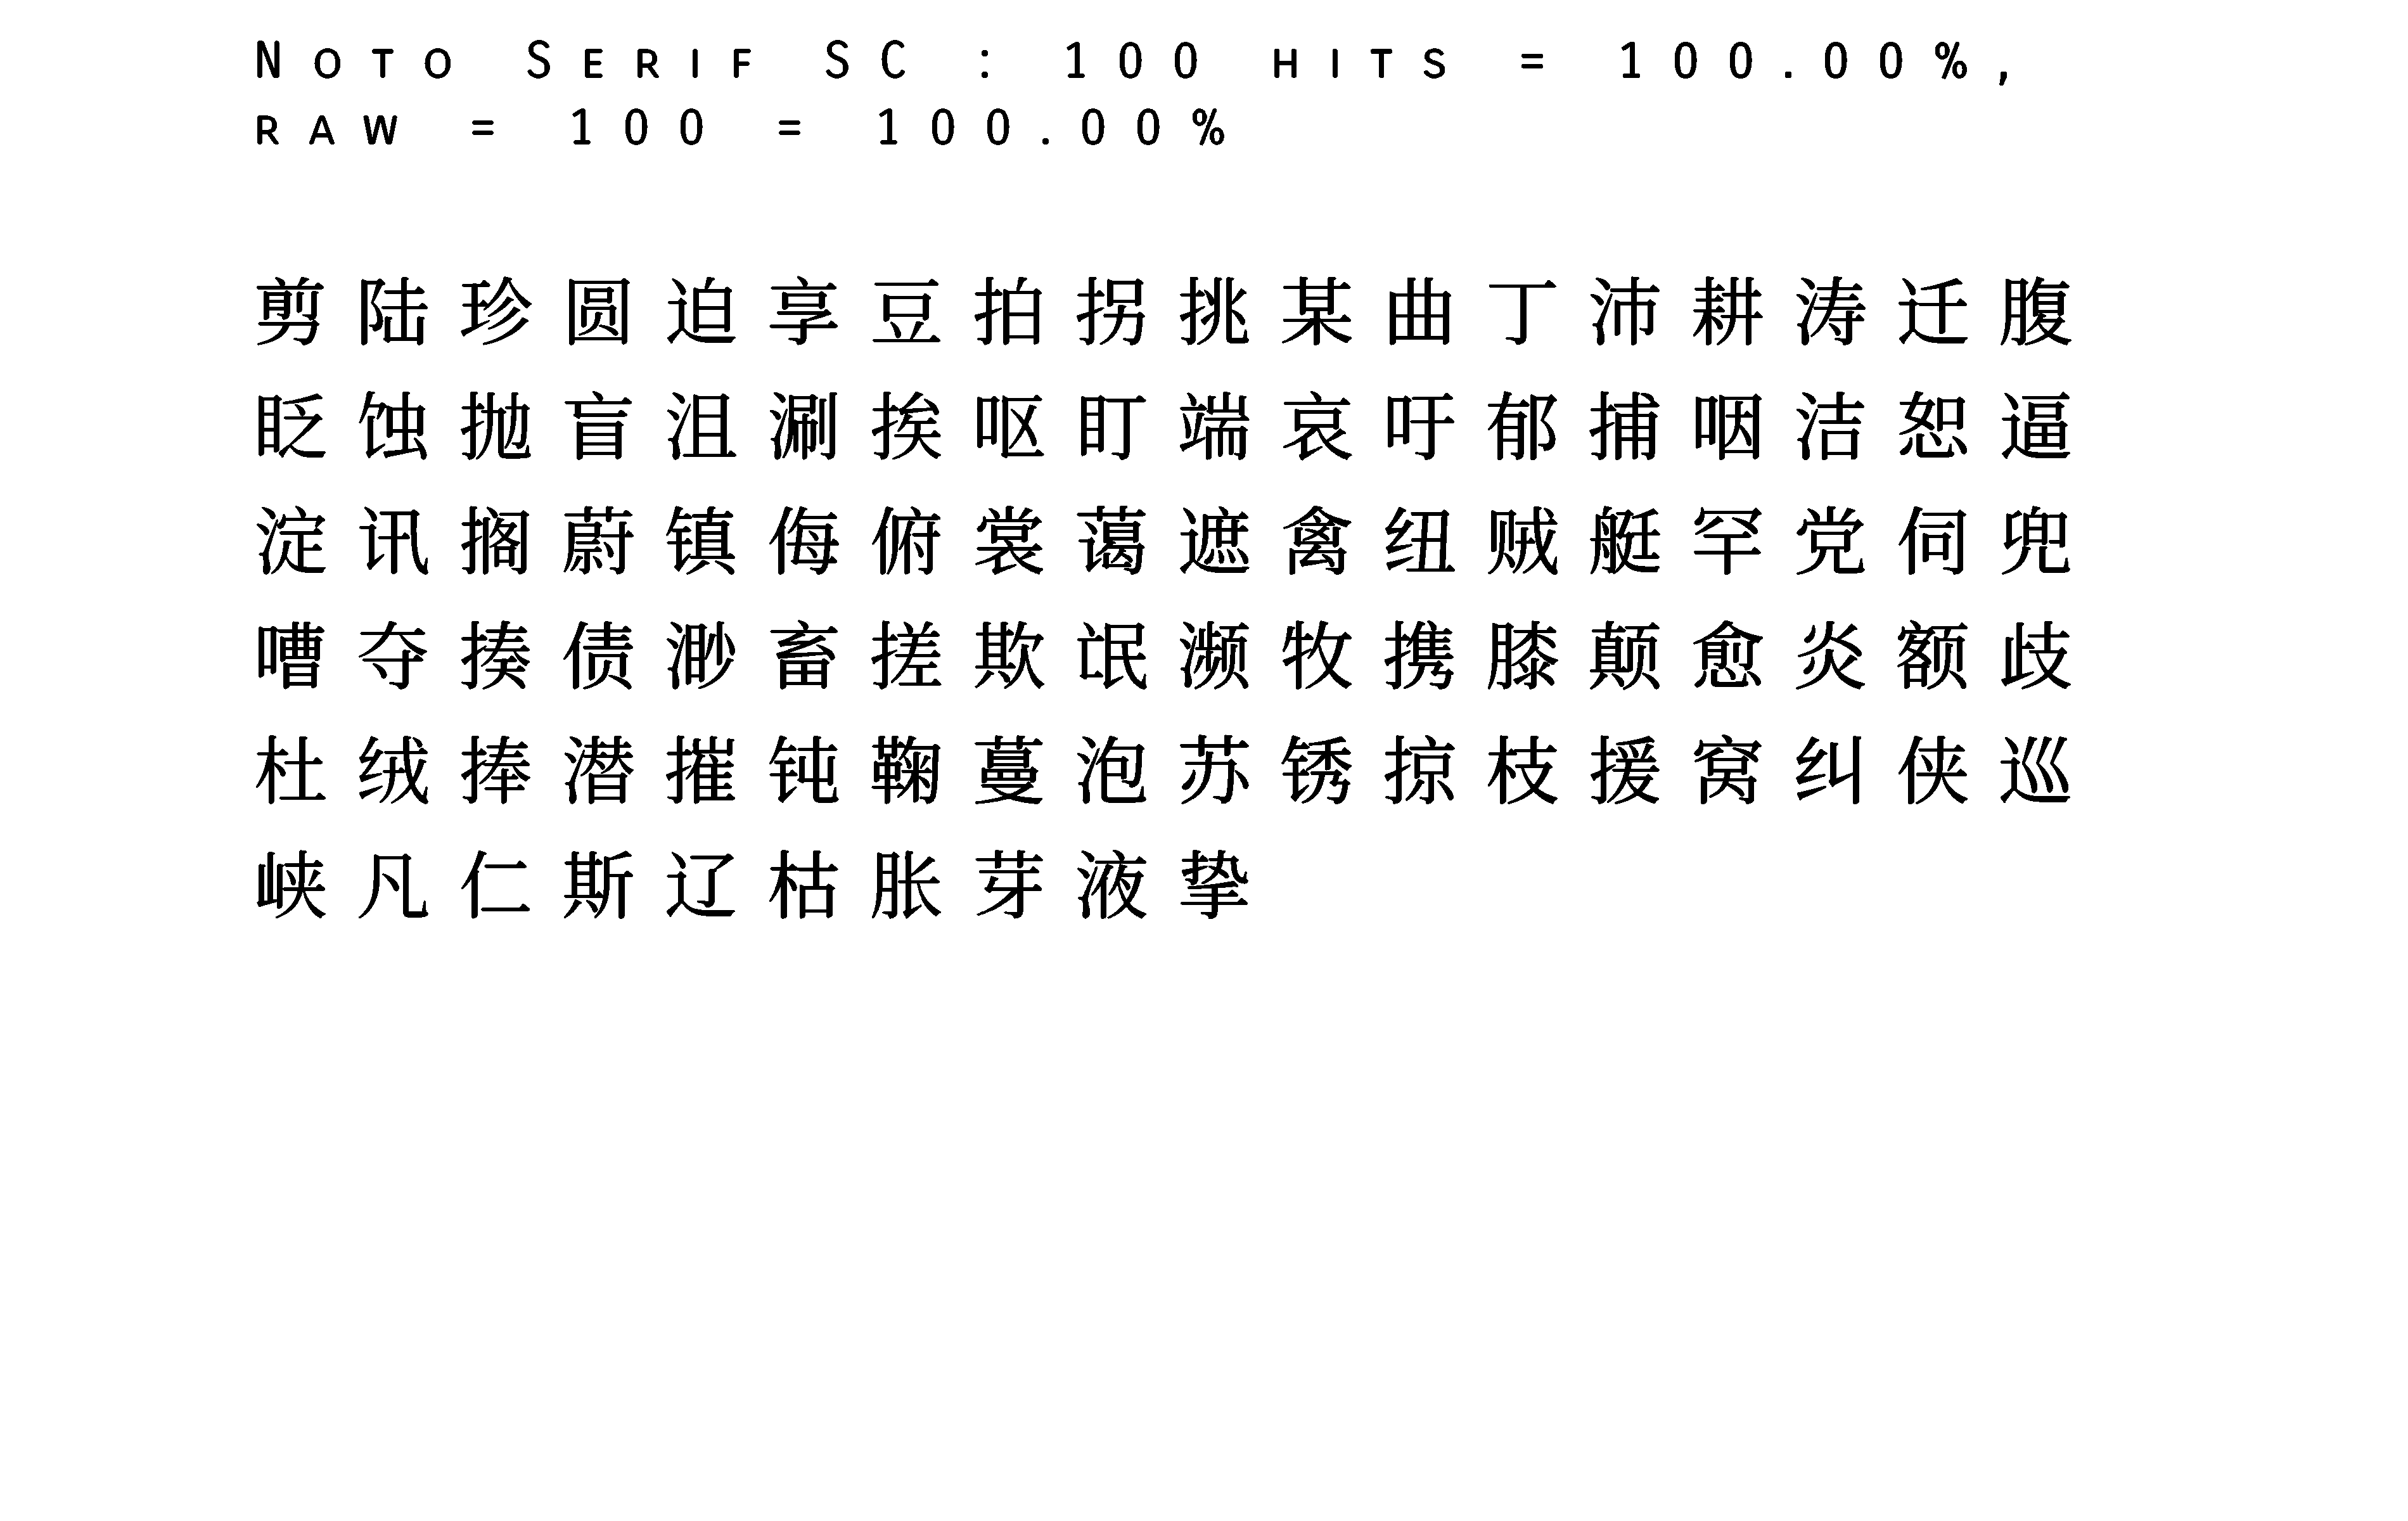 Noto Serif SC : 100 hits = 100.00%,
raw = 100 = 100.00%
剪陆珍圆迫享豆拍拐挑某曲丁沛耕涛迁腹
眨蚀抛盲沮涮挨呕盯端哀吁郁捕咽洁恕逼
淀讯搁蔚镇侮俯裳蔼遮禽纽贼艇罕党伺兜
嘈夺揍债渺畜搓欺氓濒牧携膝颠愈炎额歧
杜绒捧潜摧钝鞠蔓泡苏锈掠枝援窝纠侠巡
峡凡仁斯辽枯胀芽液挚